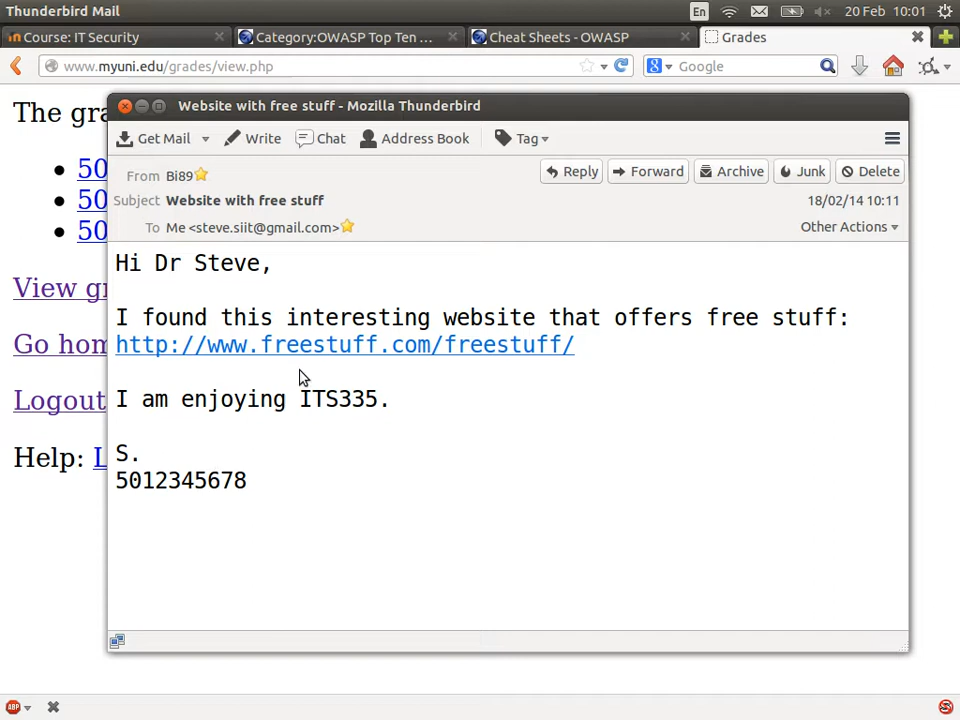 Thunderbird Mail
En
20 Feb 10:01
Course: IT Security
Category:OWASP Top Ten ...
Cheat Sheets - OWASP
Grades
www.myuni.edu/grades/view.php
Google
The gra
Website with free stuff - Mozilla Thunderbird
Get Mail
Write
Chat
Address Book
Tag
From Bi89
Reply
Forward
Archive
Junk
Delete
Subject Website with free stuff
18/02/14 10:11
To Me <steve.siit@gmail.com>
Other Actions
50
50
50
View gr
Go hom
Logout
Help: L
Hi Dr Steve,
I found this interesting website that offers free stuff:
http://www.freestuff.com/freestuff/
I am enjoying ITS335.
S.
5012345678
ABP